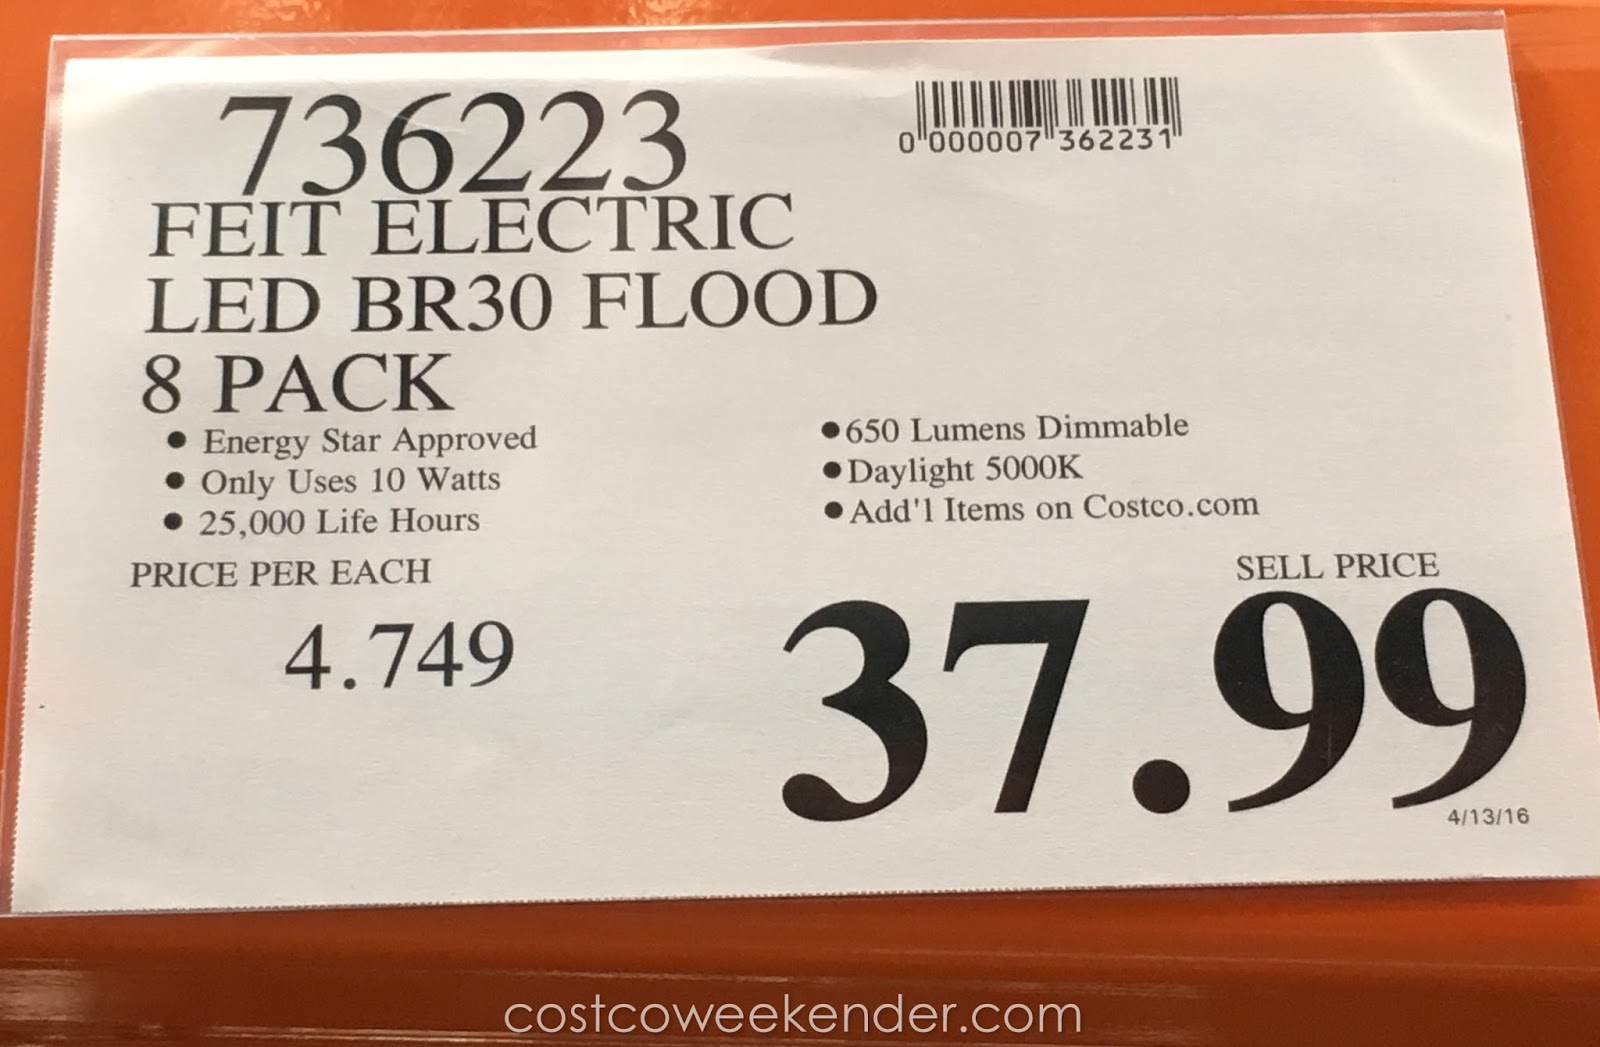 736223
0 000007 362231
FEIT ELECTRIC
LED BR30 FLOOD
8 PACK
• Energy Star Approved
• Only Uses 10 Watts
• 25,000 Life Hours
• 650 Lumens Dimmable
• Daylight 5000K
• Add'l Items on Costco.com
PRICE PER EACH
4.749
SELL PRICE
37.99
4/13/16
costcoweekender.com